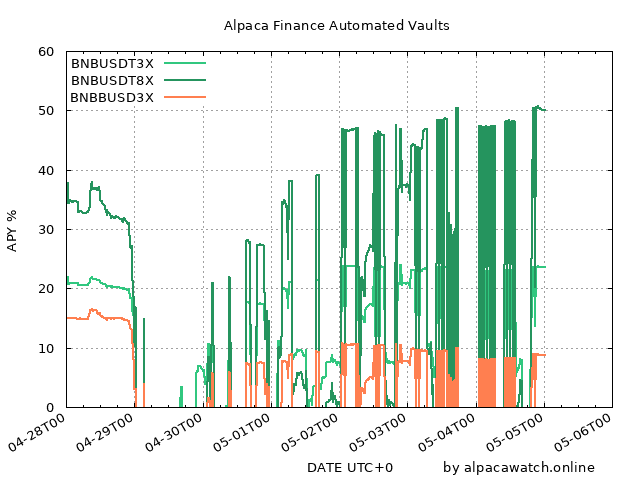 Alpaca Finance Automated Vaults
60
50
40
30
20
10
0
APY %
BNBUSDT3X
BNBUSDT8X
BNBBUSD3X
04-28T00
04-29T00
04-30T00
05-01T00
05-02T00
05-03T00
05-04T00
05-05T00
05-06T00
DATE UTC+0
by alpacawatch.online